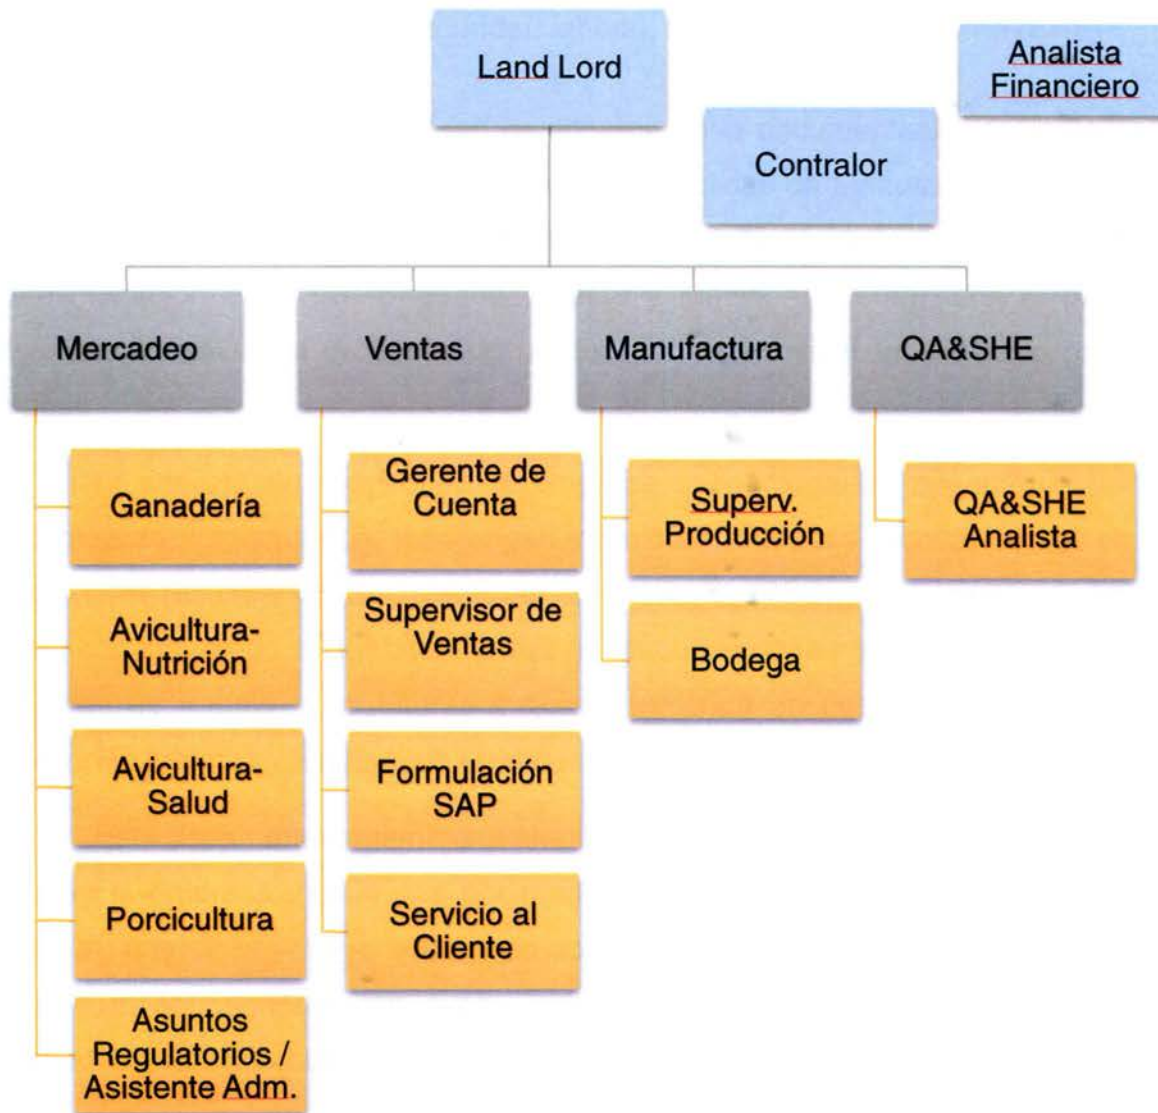 Land Lord
Analista
Financiero
Contralor
Mercadeo
Ventas
Manufactura
QA&SHE
Ganadería
Avicultura-
Nutrición
Avicultura-
Salud
Porcicultura
Asuntos
Regulatorios /
Asistente Adm.
Gerente de
Cuenta
Supervisor de
Ventas
Formulación
SAP
Servicio al
Cliente
Superv.
Producción
Bodega
QA&SHE
Analista